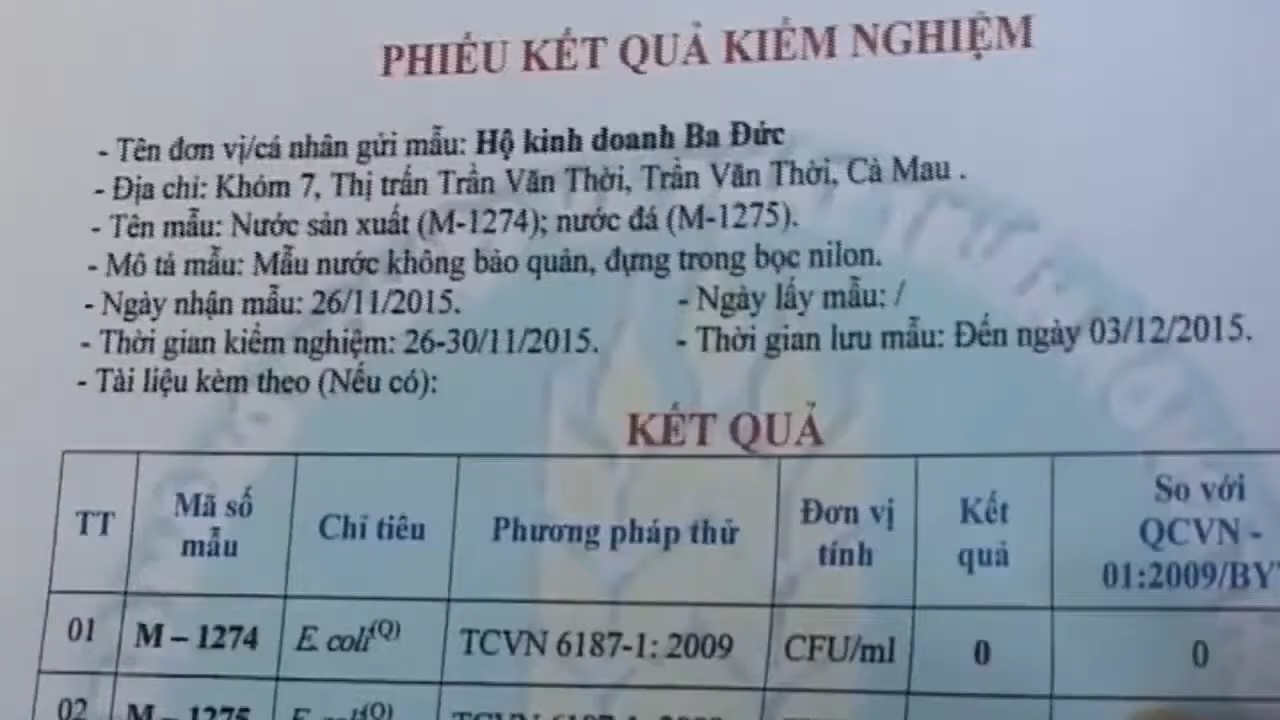 PHIẾU KẾT QUẢ KIỂM NGHIỆM
- Tên đơn vị/cá nhân gửi mẫu: Hộ kinh doanh Ba Đức
- Địa chỉ: Khóm 7, Thị trấn Trần Văn Thời, Trần Văn Thời, Cà Mau .
- Tên mẫu: Nước sản xuất (M-1274); nước đá (M-1275).
- Mô tả mẫu: Mẫu nước không bảo quản, đựng trong bọc nilon.
- Ngày nhận mẫu: 26/11/2015. - Ngày lấy mẫu: /
- Thời gian kiểm nghiệm: 26-30/11/2015. - Thời gian lưu mẫu: Đến ngày 03/12/2015.
- Tài liệu kèm theo (Nếu có):
KẾT QUẢ
TT Mã số mẫu Chỉ tiêu Phương pháp thử Đơn vị tính Kết quả So với QCVN - 01:2009/BY
01 M – 1274 E coli(Q) TCVN 6187-1: 2009 CFU/ml 0 0
02 M – 1275